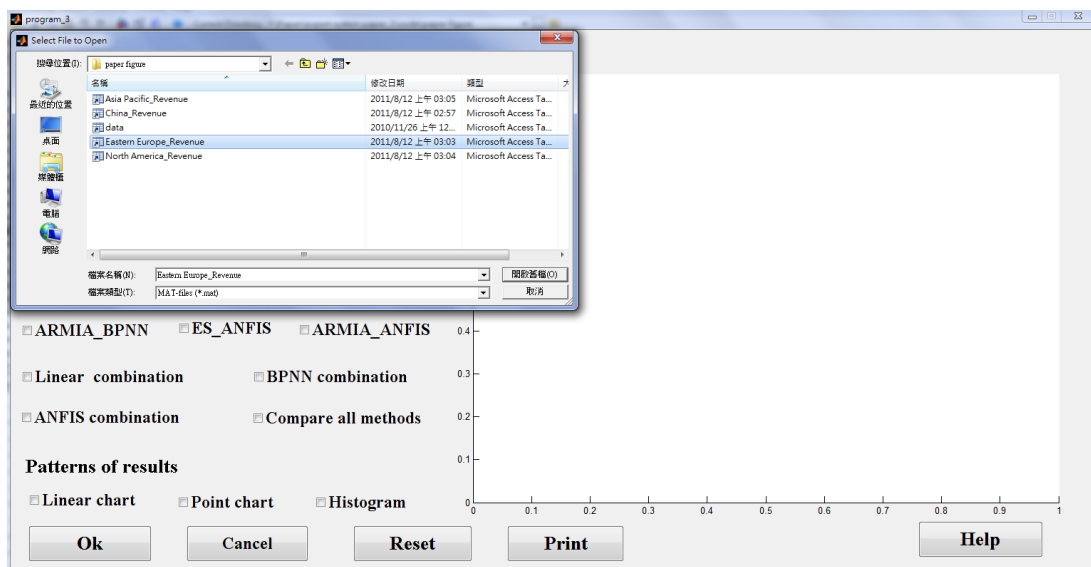 program_3
Select File to Open
搜尋位置(I): paper figure
名稱 修改日期 類型
Asia Pacific_Revenue 2011/8/12 上午 03:05 Microsoft Access Ta...
China_Revenue 2011/8/12 上午 02:57 Microsoft Access Ta...
data 2010/11/26 上午 12... Microsoft Access Ta...
Eastern Europe_Revenue 2011/8/12 上午 03:03 Microsoft Access Ta...
North America_Revenue 2011/8/12 上午 03:04 Microsoft Access Ta...
最近的位置
桌面
媒體櫃
電腦
網路
檔案名稱(N): Eastern Europe_Revenue 開啟舊檔(O)
檔案類型(T): MAT-files (*.mat) 取消
ARMIA_BPNN ES_ANFIS ARMIA_ANFIS 0.4
Linear combination BPNN combination 0.3
ANFIS combination Compare all methods 0.2
Patterns of results 0.1
Linear chart Point chart Histogram 0
0 0.1 0.2 0.3 0.4 0.5 0.6 0.7 0.8 0.9 1
Ok Cancel Reset Print Help